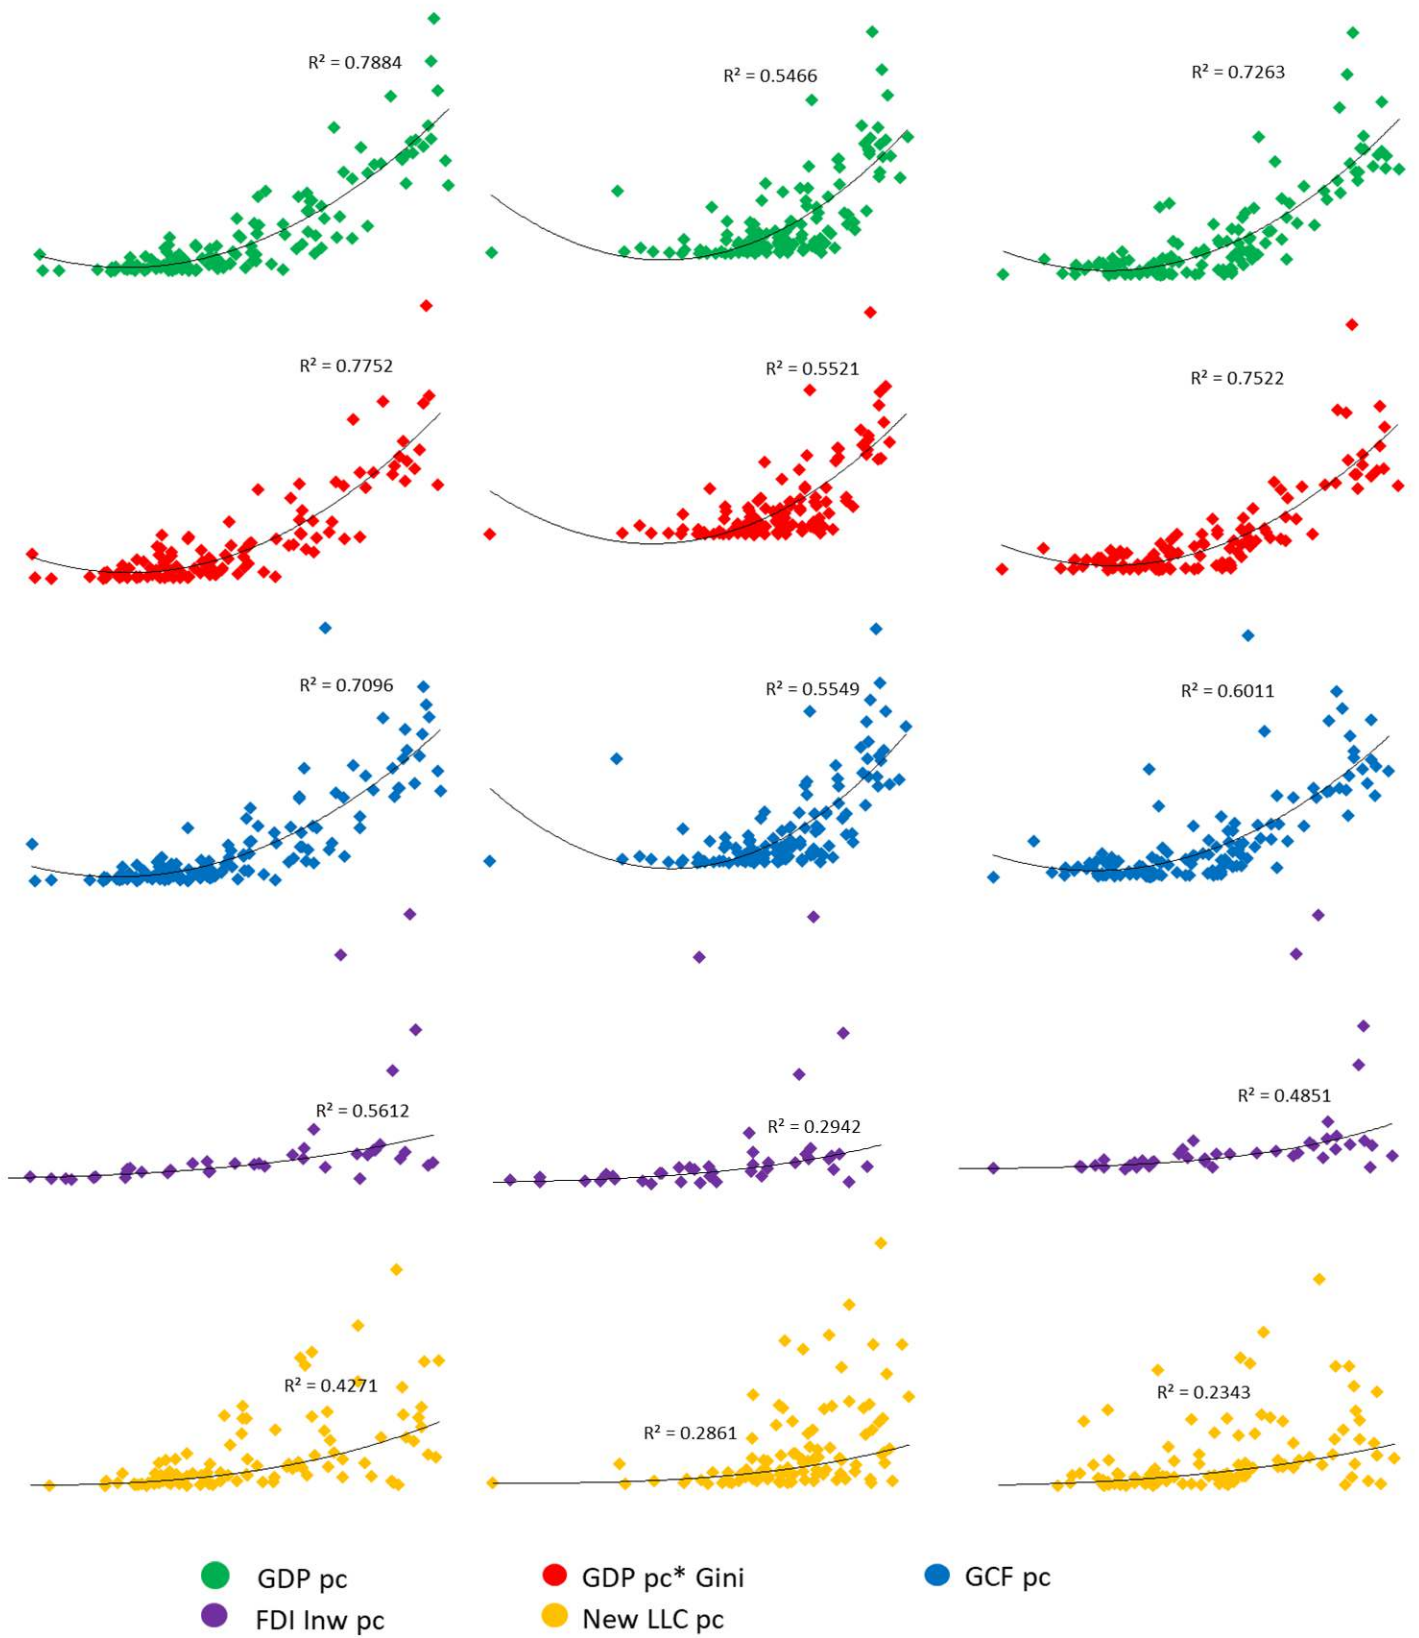 R² = 0.7884
R² = 0.5466
R² = 0.7263
R² = 0.7752
R² = 0.5521
R² = 0.7522
R² = 0.7096
R² = 0.5549
R² = 0.6011
R² = 0.5612
R² = 0.2942
R² = 0.4851
R² = 0.4271
R² = 0.2861
R² = 0.2343
GDP pc
GDP pc* Gini
GCF pc
FDI Inw pc
New LLC pc